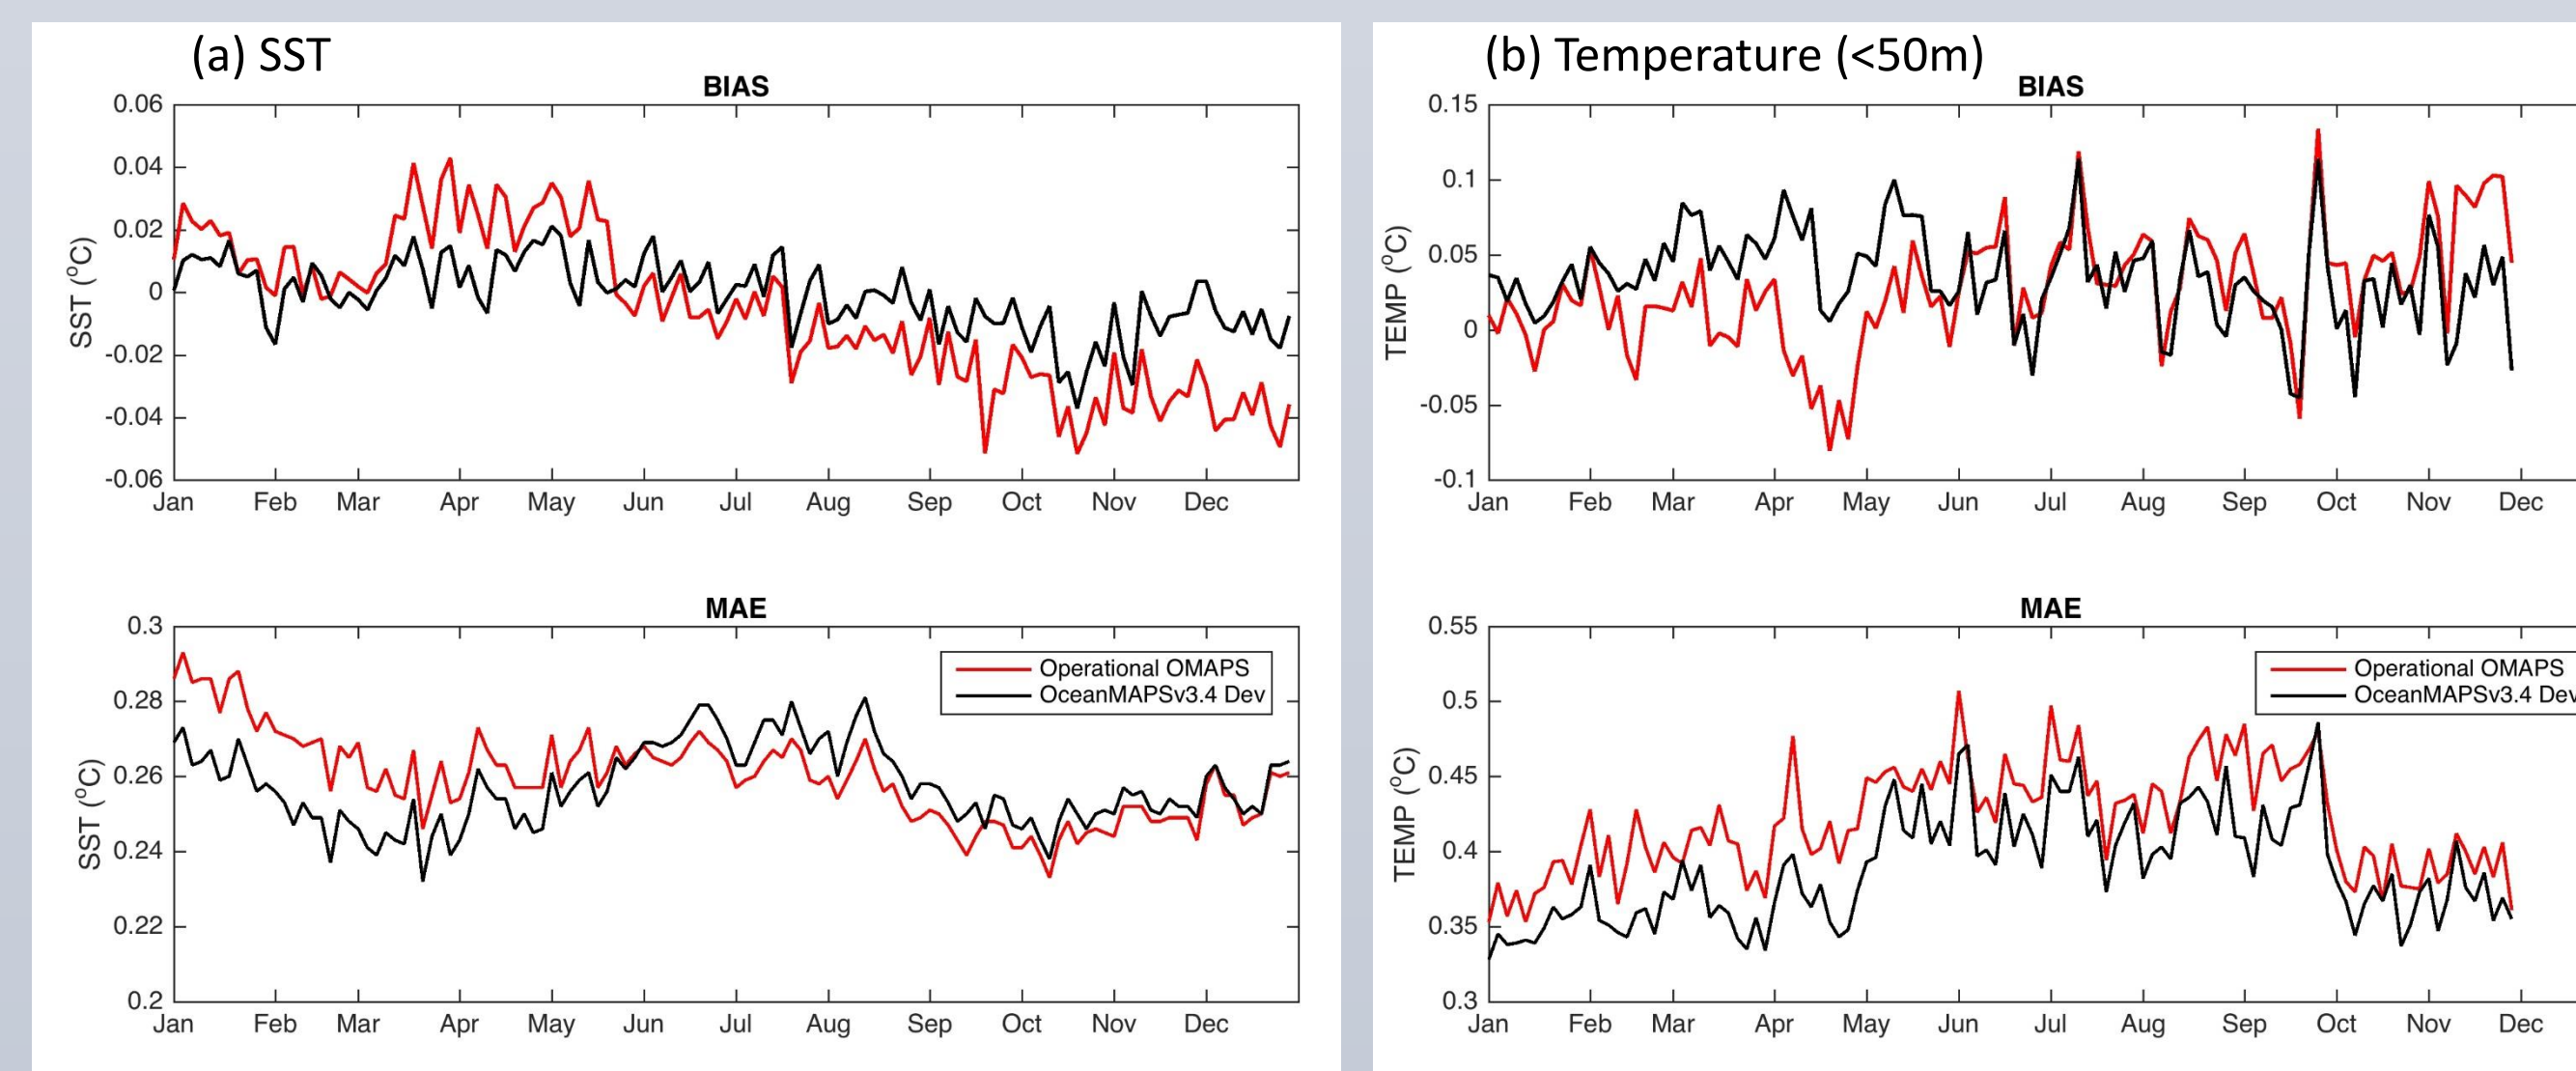 (a) SST
BIAS
0.06
0.04
0.02
0
-0.02
-0.04
-0.06
SST (°C)
Jan Feb Mar Apr May Jun Jul Aug Sep Oct Nov Dec
MAE
0.3
0.28
0.26
0.24
0.22
0.2
SST (°C)
Operational OMAPS
OceanMAPSv3.4 Dev
Jan Feb Mar Apr May Jun Jul Aug Sep Oct Nov Dec
(b) Temperature (<50m)
BIAS
0.15
0.1
0.05
0
-0.05
-0.1
TEMP (°C)
Jan Feb Mar Apr May Jun Jul Aug Sep Oct Nov Dec
MAE
0.55
0.5
0.45
0.4
0.35
0.3
TEMP (°C)
Operational OMAPS
OceanMAPSv3.4 Dev
Jan Feb Mar Apr May Jun Jul Aug Sep Oct Nov Dec